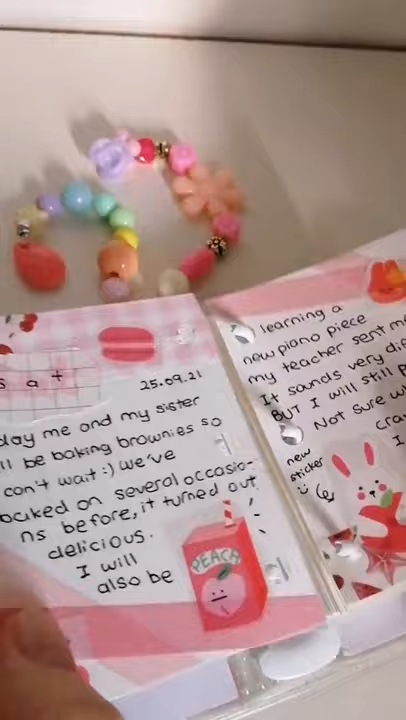 s a t
25.09.21
day me and my sister
ll be baking brownies so
can't wait :) we've
baked on several occasio-
ns before, it turned out
delicious.
I will
also be
PEACH
learning a
new piano piece
my teacher sent me
It sounds very
BUT I will still
Not sure
I
new
sticker